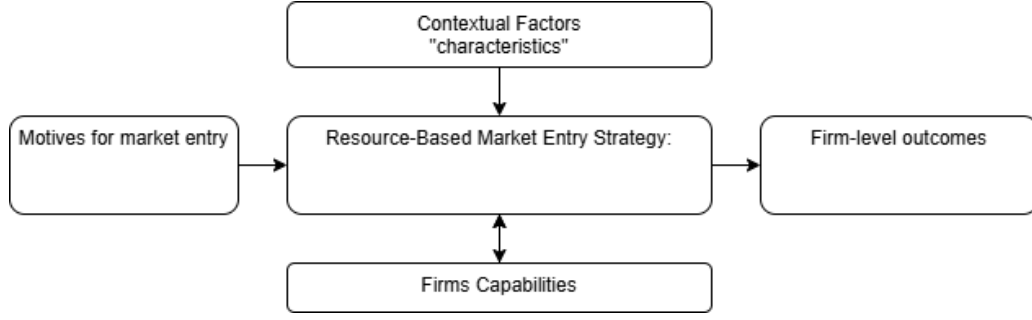 Contextual Factors
"characteristics"
Motives for market entry
Resource-Based Market Entry Strategy:
Firm-level outcomes
Firms Capabilities